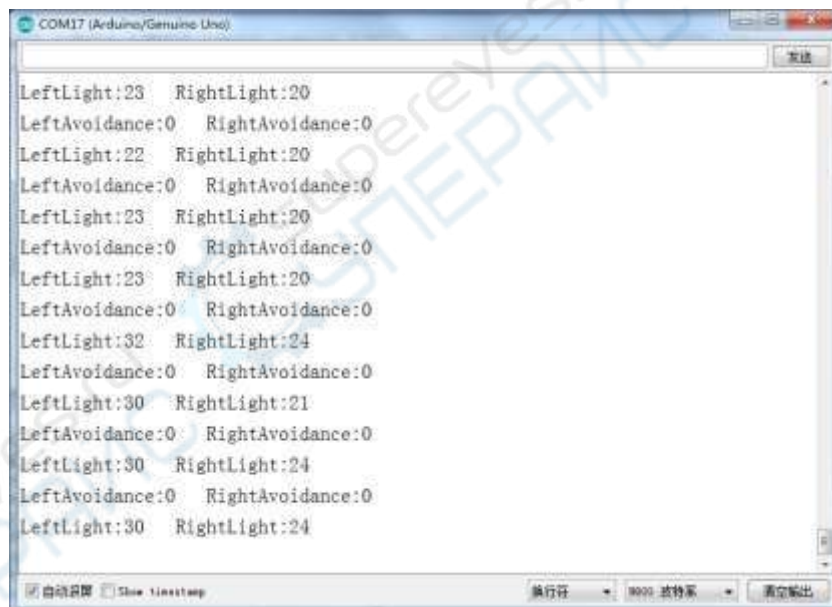 COM17 (Arduino/Genuino Uno)
发送
LeftLight:23 RightLight:20
LeftAvoidance:0 RightAvoidance:0
LeftLight:22 RightLight:20
LeftAvoidance:0 RightAvoidance:0
LeftLight:23 RightLight:20
LeftAvoidance:0 RightAvoidance:0
LeftLight:23 RightLight:20
LeftAvoidance:0 RightAvoidance:0
LeftLight:32 RightLight:24
LeftAvoidance:0 RightAvoidance:0
LeftLight:30 RightLight:21
LeftAvoidance:0 RightAvoidance:0
LeftLight:30 RightLight:24
LeftAvoidance:0 RightAvoidance:0
LeftLight:30 RightLight:24
自动滚屏 Show timestamp 换行符 9600 波特率 清空输出
supereyes.ru
СУПЕРАЙС